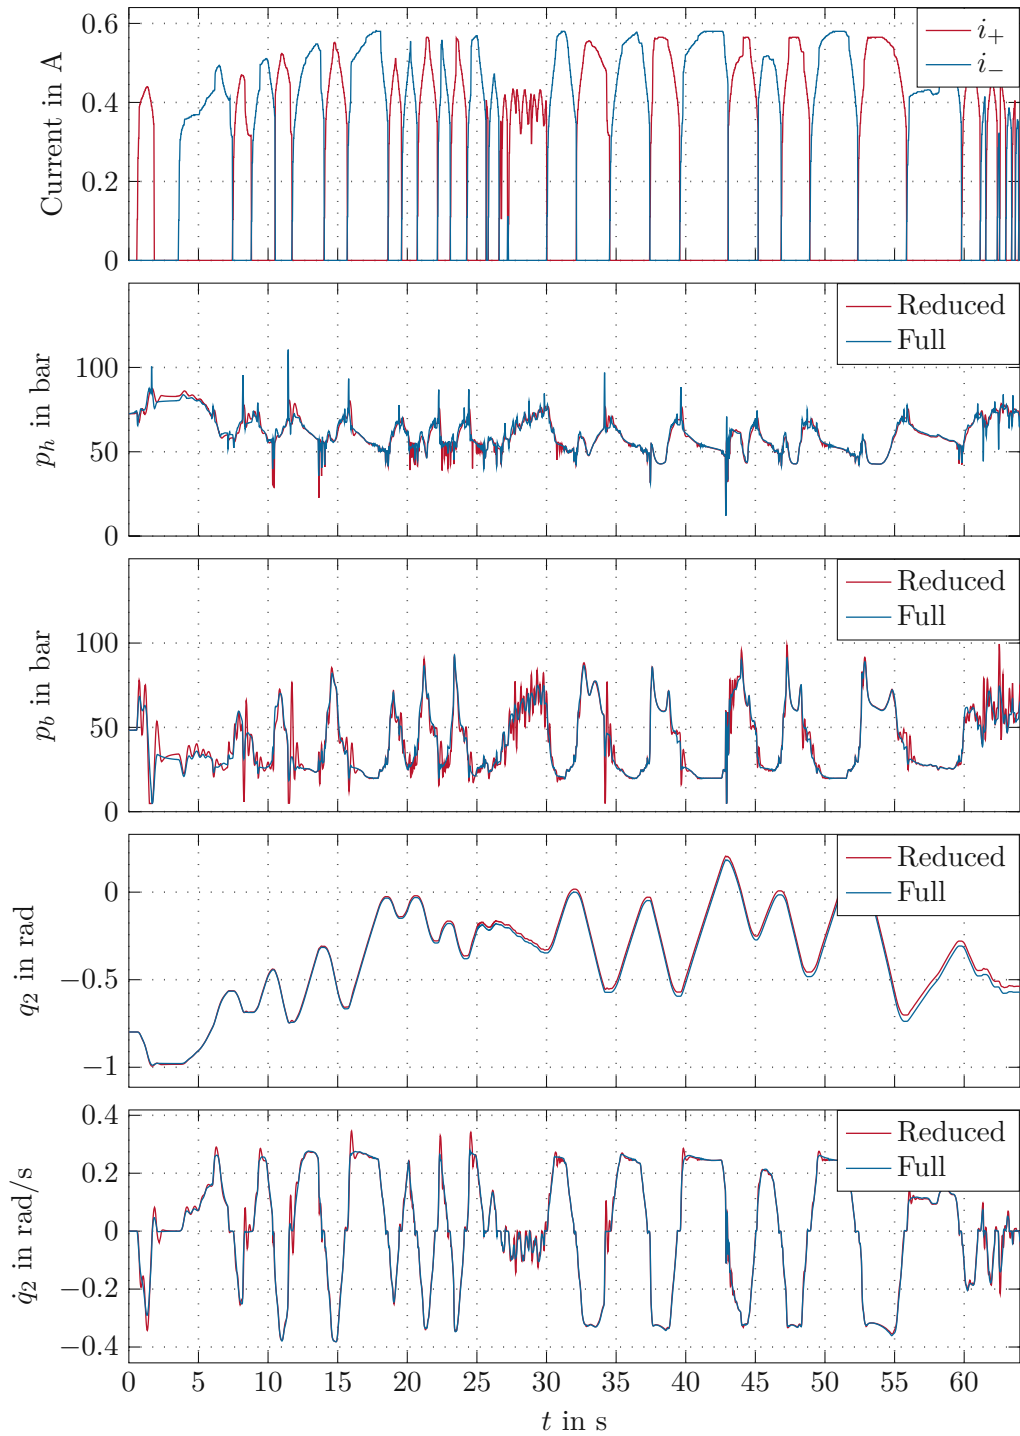 Current in A
0.6
0.4
0.2
0
i₊
i₋
p_h in bar
100
50
0
Reduced
Full
p_b in bar
100
50
0
Reduced
Full
q₂ in rad
0
−0.5
−1
Reduced
Full
q̇₂ in rad/s
0.4
0.2
0
−0.2
−0.4
Reduced
Full
0 5 10 15 20 25 30 35 40 45 50 55 60
t in s